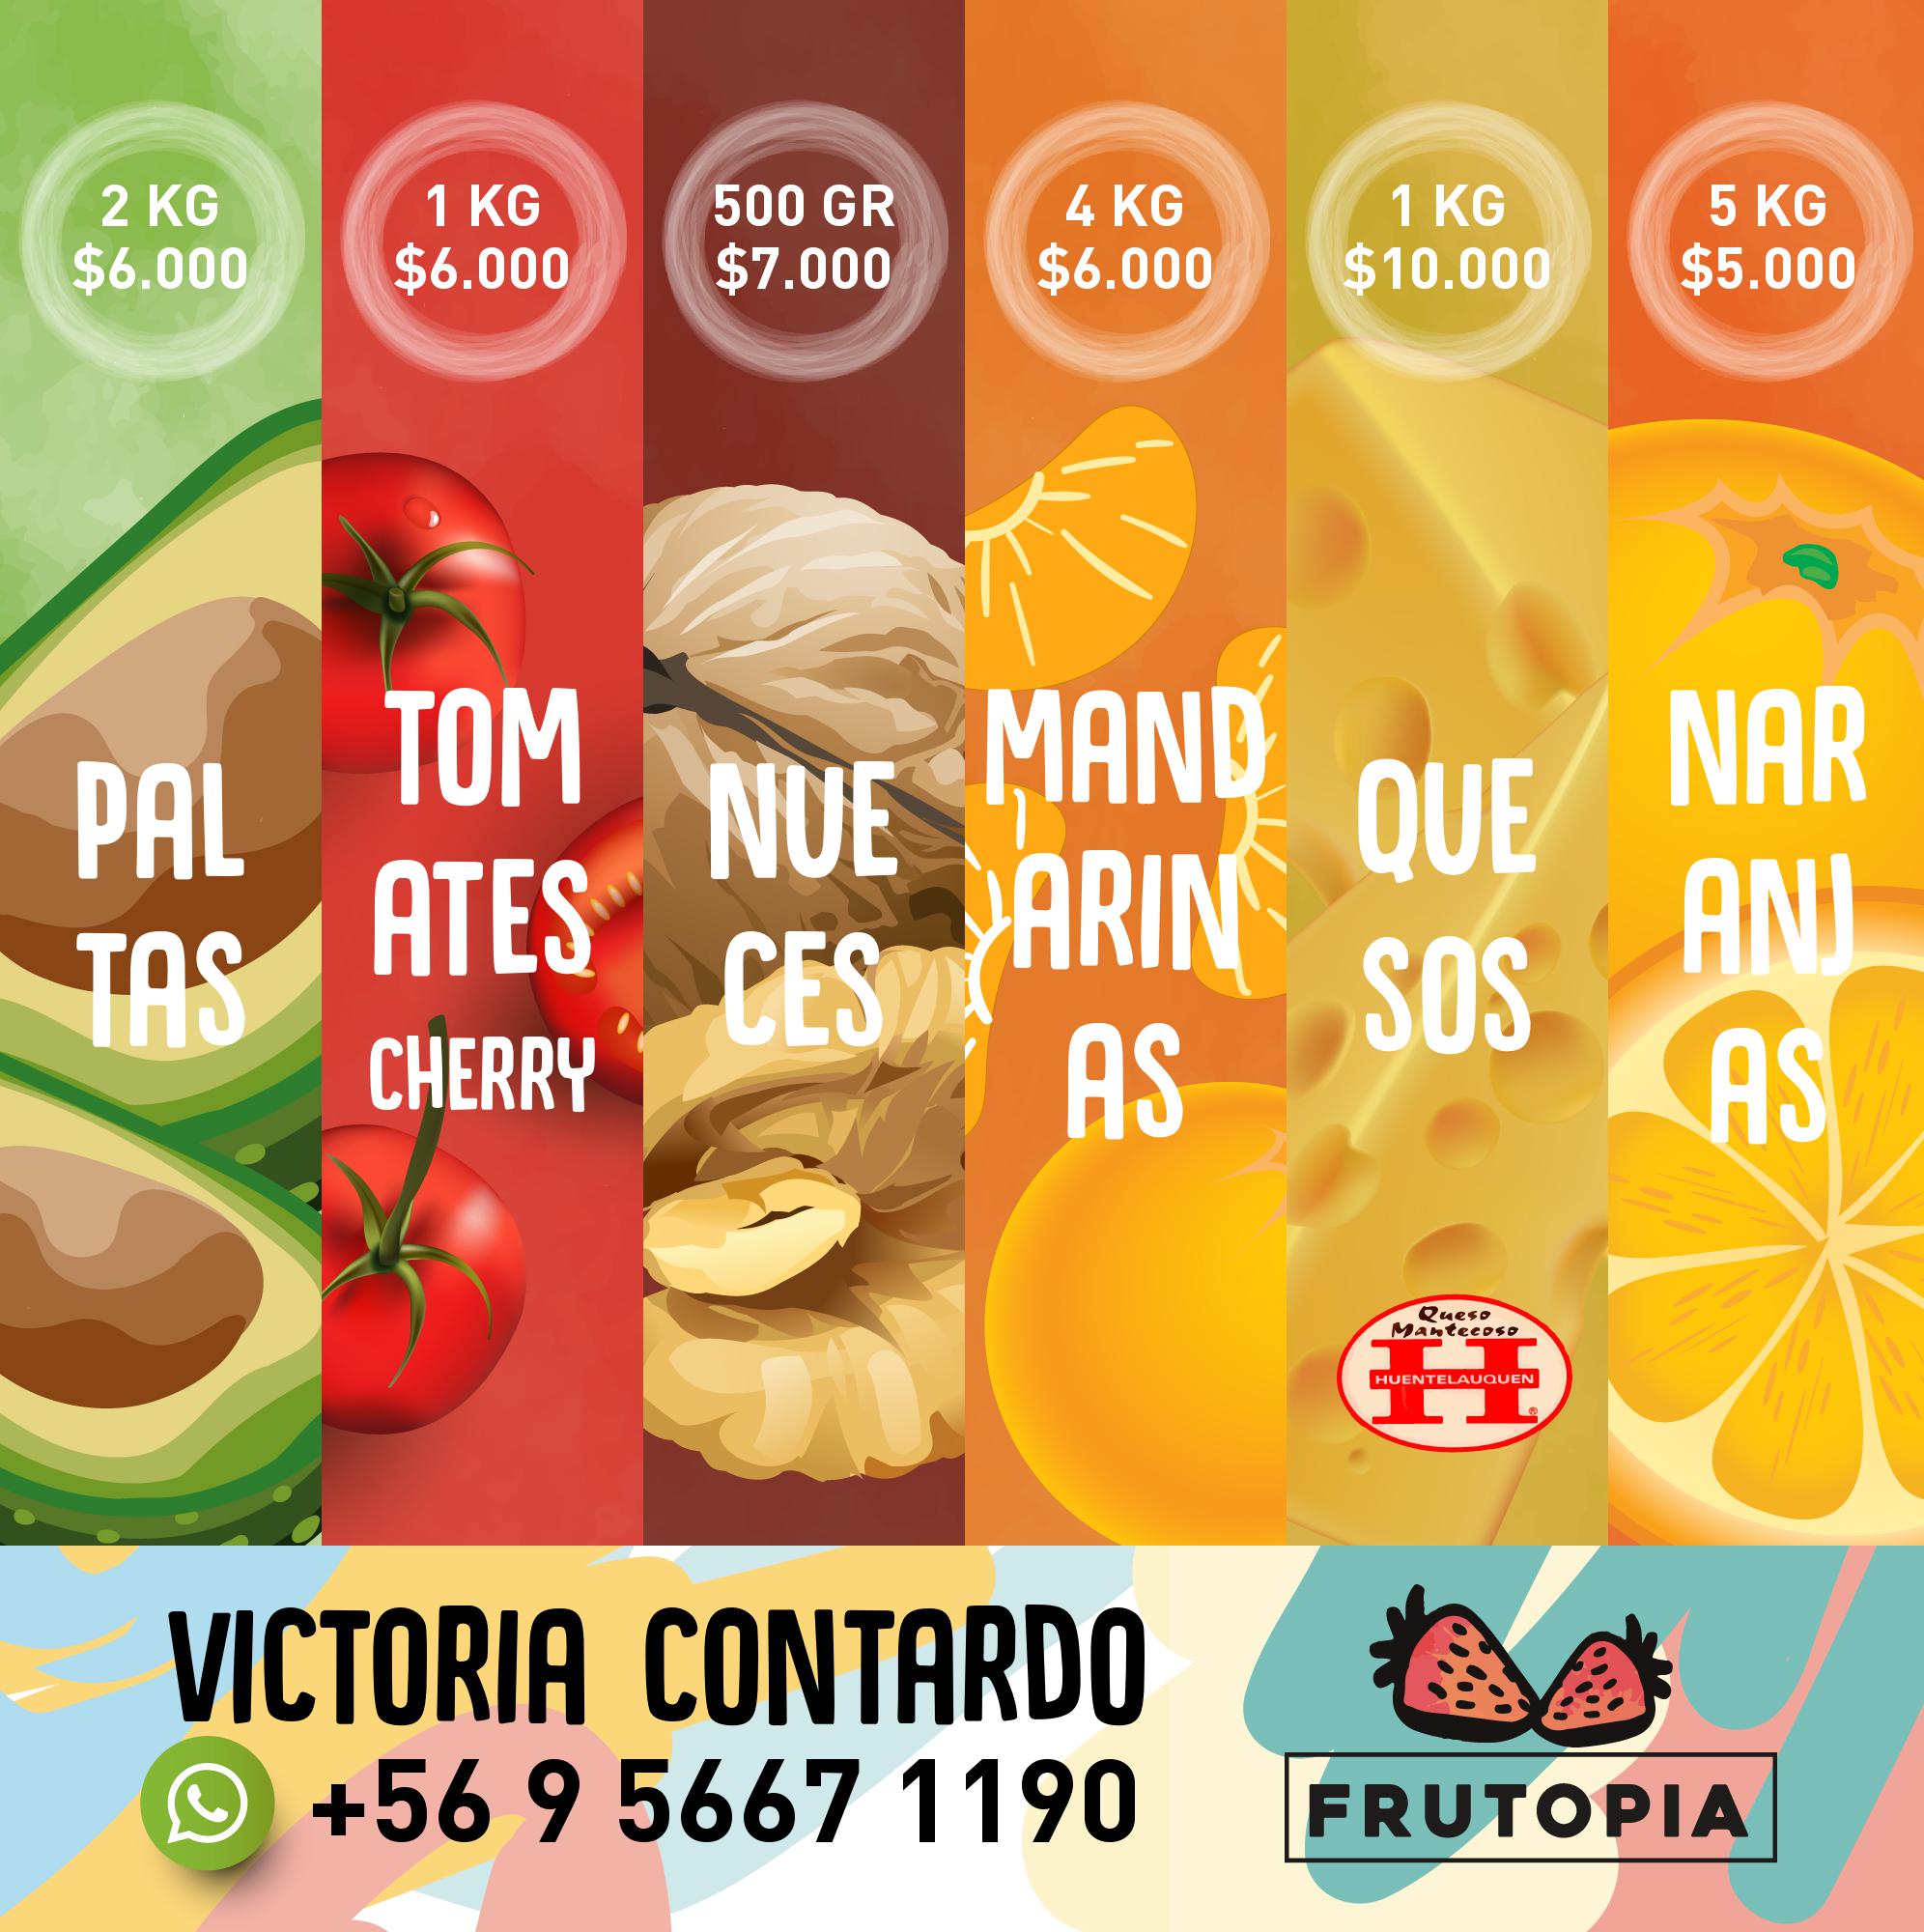 2 KG
$6.000
PAL
TAS
1 KG
$6.000
TOM
ATES
CHERRY
500 GR
$7.000
NUE
CES
4 KG
$6.000
MAND
ARIN
AS
1 KG
$10.000
QUE
SOS
Queso
Mantecoso
H
HUENTELAUQUEN
®
5 KG
$5.000
NAR
ANJ
AS
VICTORIA CONTARDO
+56 9 5667 1190
FRUTOPIA